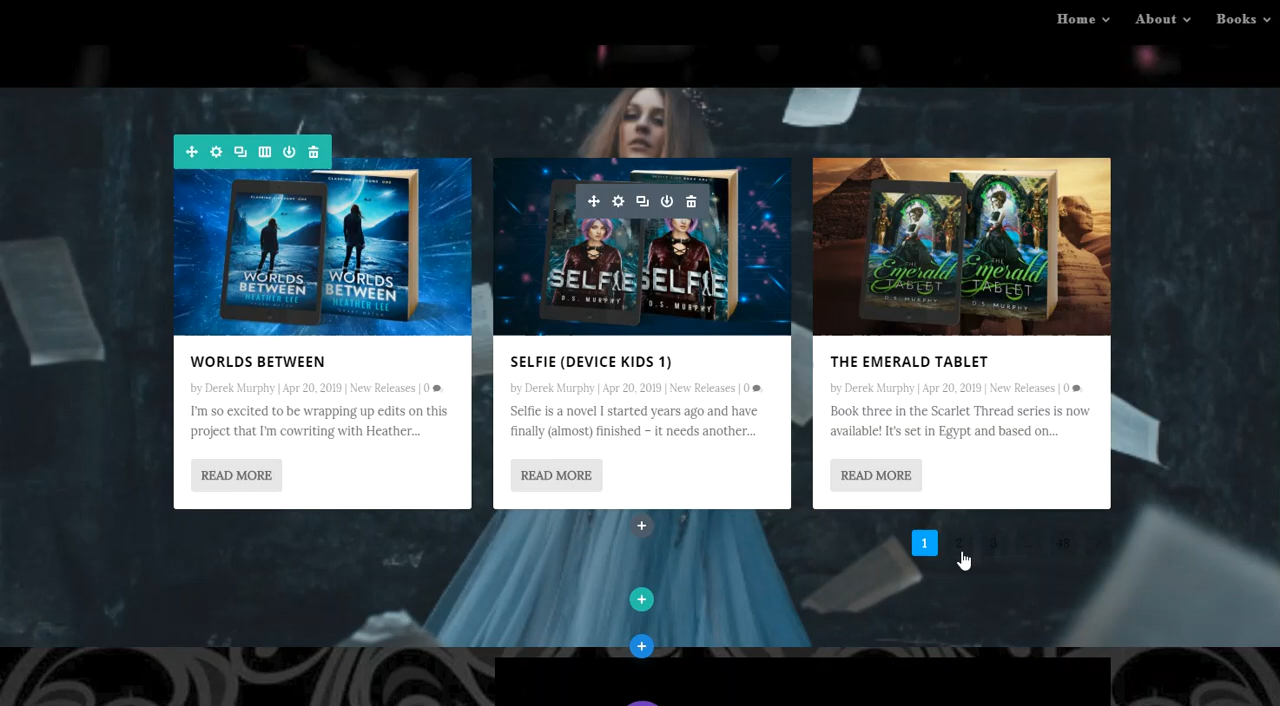 Home
About
Books
WORLDS
BETWEEN
HEATHER LEE
WORLDS
BETWEEN
HEATHER LEE
SELFIE
D.S. MURPHY
SELFIE
D.S. MURPHY
THE
Emerald
TABLET
D.S. MURPHY
THE
Emerald
TABLET
D.S. MURPHY
WORLDS BETWEEN
by Derek Murphy | Apr 20, 2019 | New Releases | 0
I'm so excited to be wrapping up edits on this
project that I'm cowriting with Heather...
READ MORE
SELFIE (DEVICE KIDS 1)
by Derek Murphy | Apr 20, 2019 | New Releases | 0
Selfie is a novel I started years ago and have
finally (almost) finished – it needs another...
READ MORE
THE EMERALD TABLET
by Derek Murphy | Apr 20, 2019 | New Releases | 0
Book three in the Scarlet Thread series is now
available! It's set in Egypt and based on...
READ MORE
1 2 3 ... 48